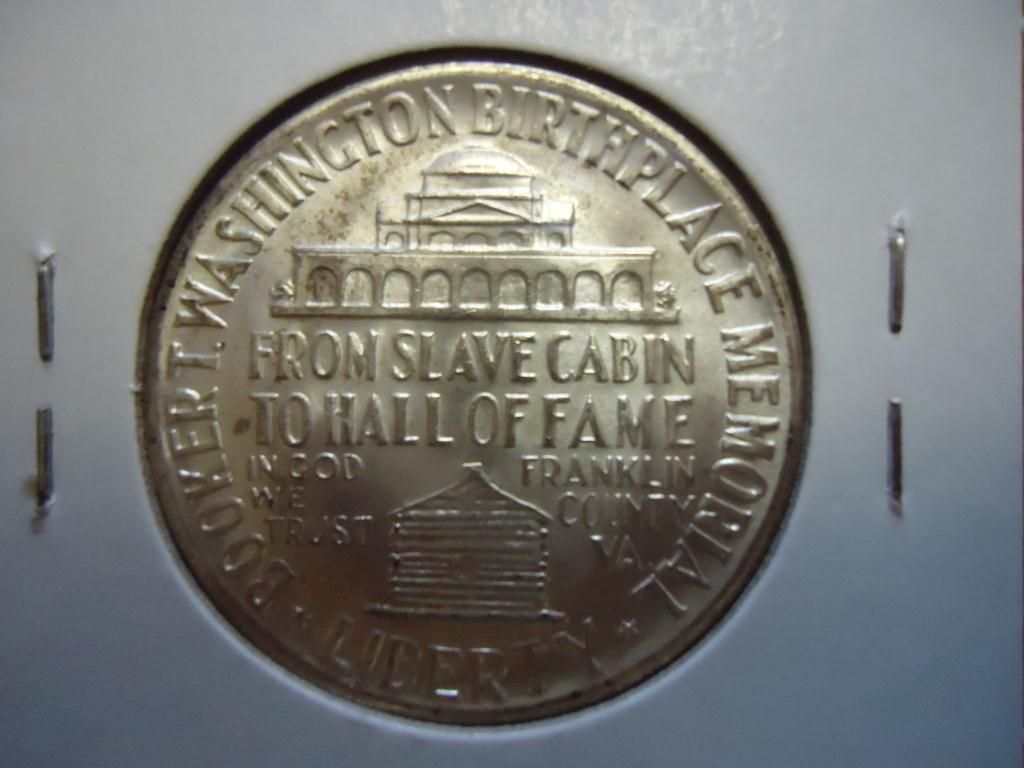 BOOKER T. WASHINGTON BIRTHPLACE MEMORIAL
FROM SLAVE CABIN
TO HALL OF FAME
IN GOD
WE
TRUST
FRANKLIN
COUNTY
VA
LIBERTY